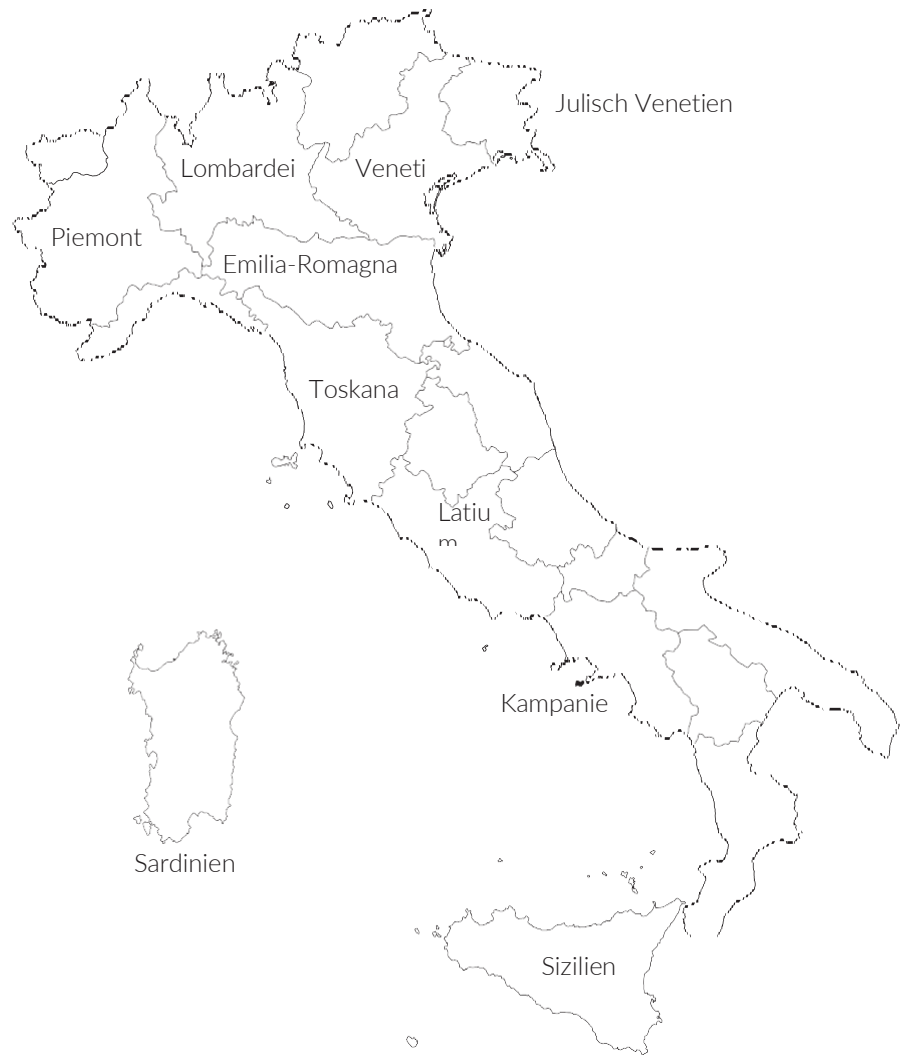 Julisch Venetien
Lombardei
Veneti
Piemont
Emilia-Romagna
Toskana
Latiu
m
Kampanie
Sardinien
Sizilien